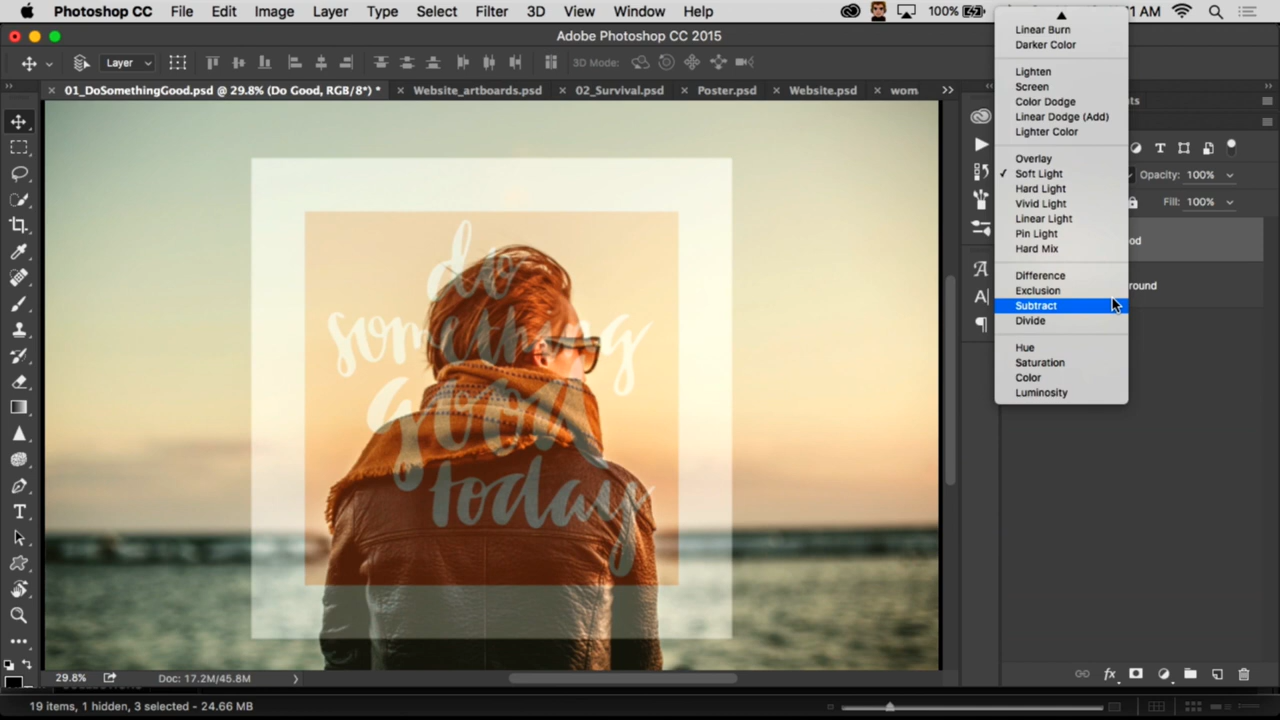 Photoshop CC File Edit Image Layer Type Select Filter 3D View Window Help 100% 1 AM
Adobe Photoshop CC 2015
Layer 3D Mode:
01_DoSomethingGood.psd @ 29.8% (Do Good, RGB/8*) * Website_artboards.psd 02_Survival.psd Poster.psd Website.psd wom
Linear Burn
Darker Color
Lighten
Screen
Color Dodge
Linear Dodge (Add)
Lighter Color
Overlay
Soft Light
Hard Light
Vivid Light
Linear Light
Pin Light
Hard Mix
Difference
Exclusion
Subtract
Divide
Hue
Saturation
Color
Luminosity
Opacity: 100%
Fill: 100%
od
round
do
something
good
today
29.8% Doc: 17.2M/45.8M
19 items, 1 hidden, 3 selected - 24.66 MB